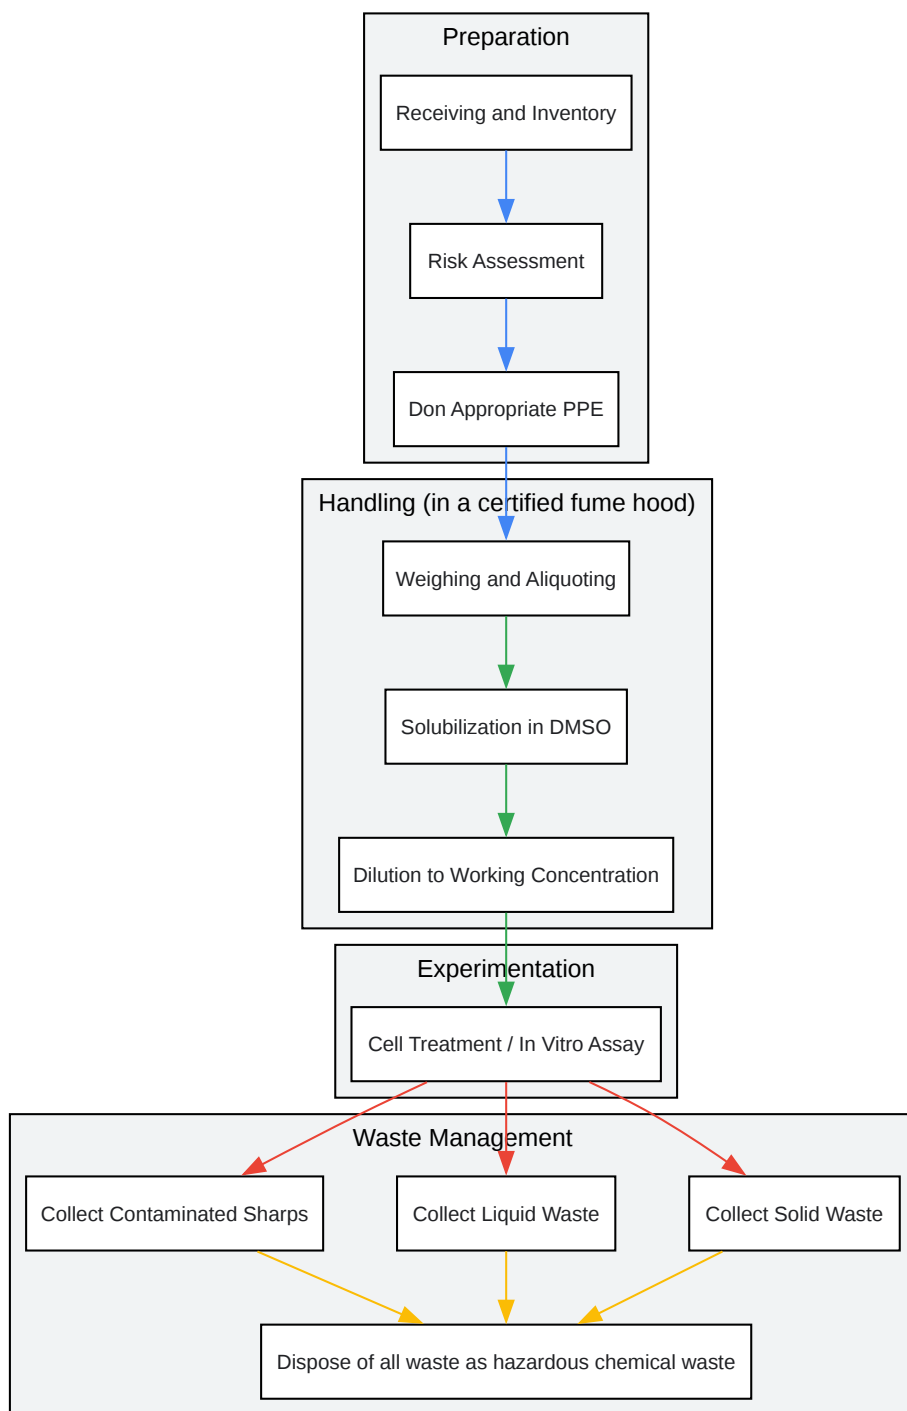 Preparation
Receiving and Inventory
Risk Assessment
Don Appropriate PPE
Handling (in a certified fume hood)
Weighing and Aliquoting
Solubilization in DMSO
Dilution to Working Concentration
Experimentation
Cell Treatment / In Vitro Assay
Waste Management
Collect Contaminated Sharps
Collect Liquid Waste
Collect Solid Waste
Dispose of all waste as hazardous chemical waste